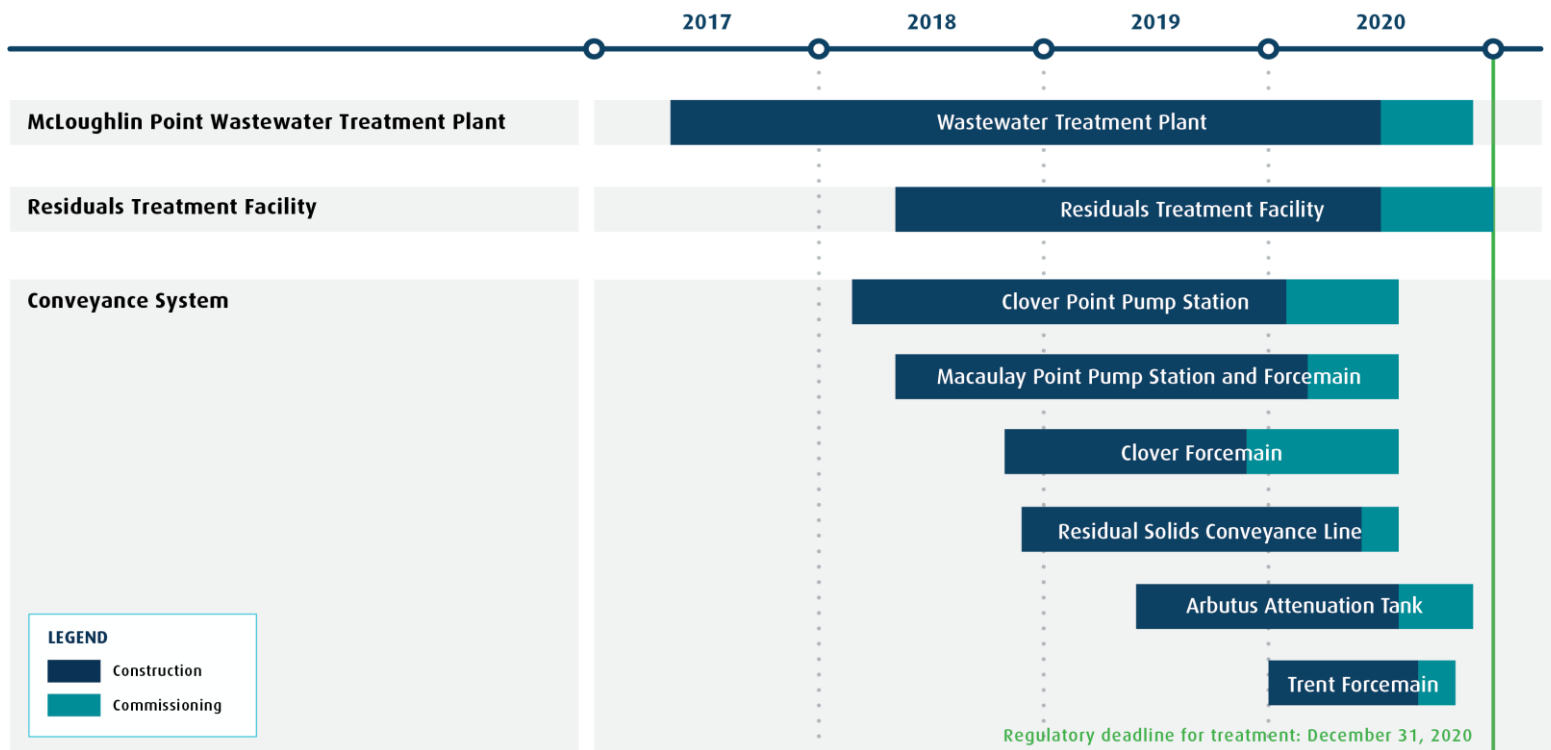 2017 2018 2019 2020
McLoughlin Point Wastewater Treatment Plant
Wastewater Treatment Plant
Residuals Treatment Facility
Residuals Treatment Facility
Conveyance System
Clover Point Pump Station
Macaulay Point Pump Station and Forcemain
Clover Forcemain
Residual Solids Conveyance Line
Arbutus Attenuation Tank
Trent Forcemain
LEGEND
Construction
Commissioning
Regulatory deadline for treatment: December 31, 2020